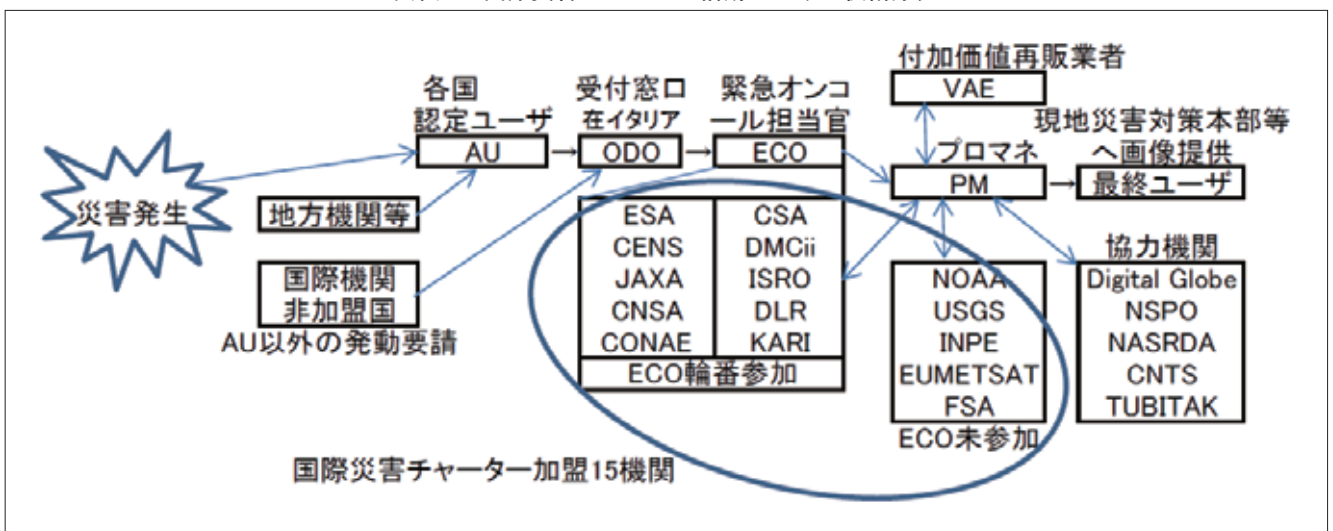 災害発生
各国
認定ユーザ
AU
→
受付窓口
在イタリア
ODO
→
緊急オンコ
ール担当官
ECO
付加価値再販業者
VAE
プロマネ
PM
→
現地災害対策本部等
へ画像提供
最終ユーザ
地方機関等
国際機関
非加盟国
AU以外の発動要請
ESA
CENS
JAXA
CNSA
CONAE
CSA
DMCii
ISRO
DLR
KARI
ECO輪番参加
NOAA
USGS
INPE
EUMETSAT
FSA
ECO未参加
協力機関
Digital Globe
NSPO
NASRDA
CNTS
TUBITAK
国際災害チャーター加盟15機関